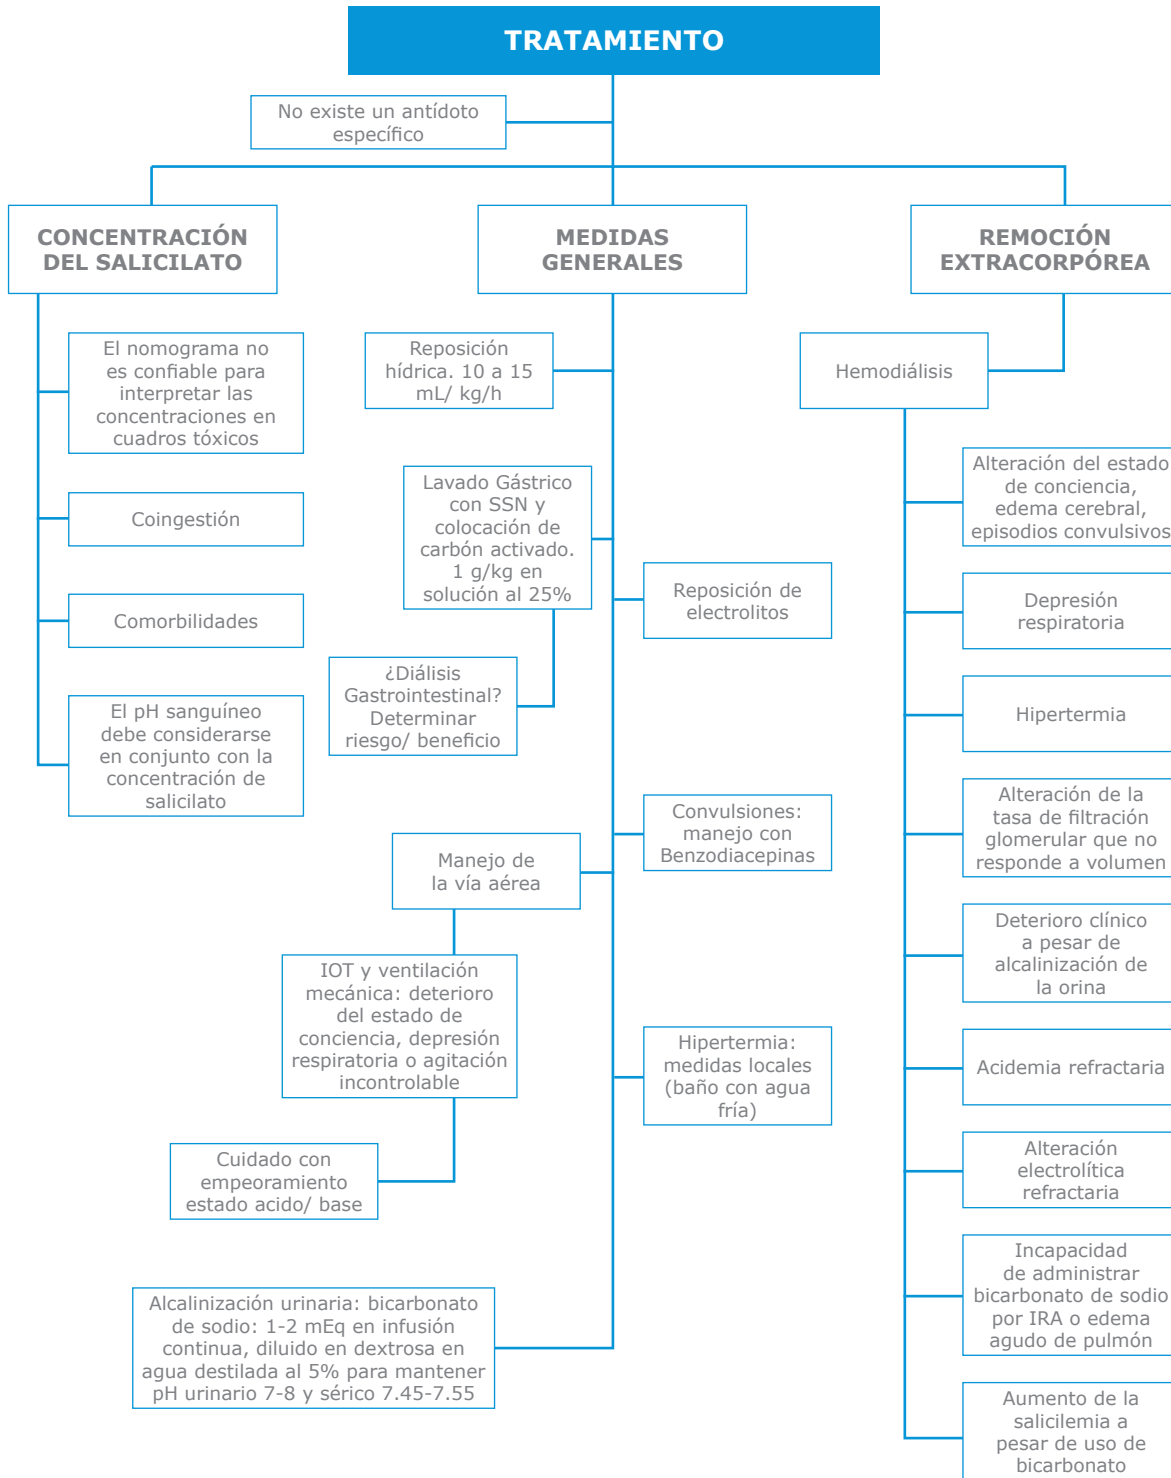 TRATAMIENTO
No existe un antídoto
específico
CONCENTRACIÓN
DEL SALICILATO
El nomograma no
es confiable para
interpretar las
concentraciones en
cuadros tóxicos
Coingestión
Comorbilidades
El pH sanguíneo
debe considerarse
en conjunto con la
concentración de
salicilato
MEDIDAS
GENERALES
Reposición
hídrica. 10 a 15
mL/ kg/h
Lavado Gástrico
con SSN y
colocación de
carbón activado.
1 g/kg en
solución al 25%
Reposición de
electrolitos
¿Diálisis
Gastrointestinal?
Determinar
riesgo/ beneficio
Convulsiones:
manejo con
Benzodiacepinas
Manejo de
la vía aérea
IOT y ventilación
mecánica: deterioro
del estado de
conciencia, depresión
respiratoria o agitación
incontrolable
Hipertermia:
medidas locales
(baño con agua
fría)
Cuidado con
empeoramiento
estado acido/ base
Alcalinización urinaria: bicarbonato
de sodio: 1-2 mEq en infusión
continua, diluido en dextrosa en
agua destilada al 5% para mantener
pH urinario 7-8 y sérico 7.45-7.55
REMOCIÓN
EXTRACORPÓREA
Hemodiálisis
Alteración del estado
de conciencia,
edema cerebral,
episodios convulsivos
Depresión
respiratoria
Hipertermia
Alteración de la
tasa de filtración
glomerular que no
responde a volumen
Deterioro clínico
a pesar de
alcalinización de
la orina
Acidemia refractaria
Alteración
electrolítica
refractaria
Incapacidad
de administrar
bicarbonato de sodio
por IRA o edema
agudo de pulmón
Aumento de la
salicilemia a
pesar de uso de
bicarbonato